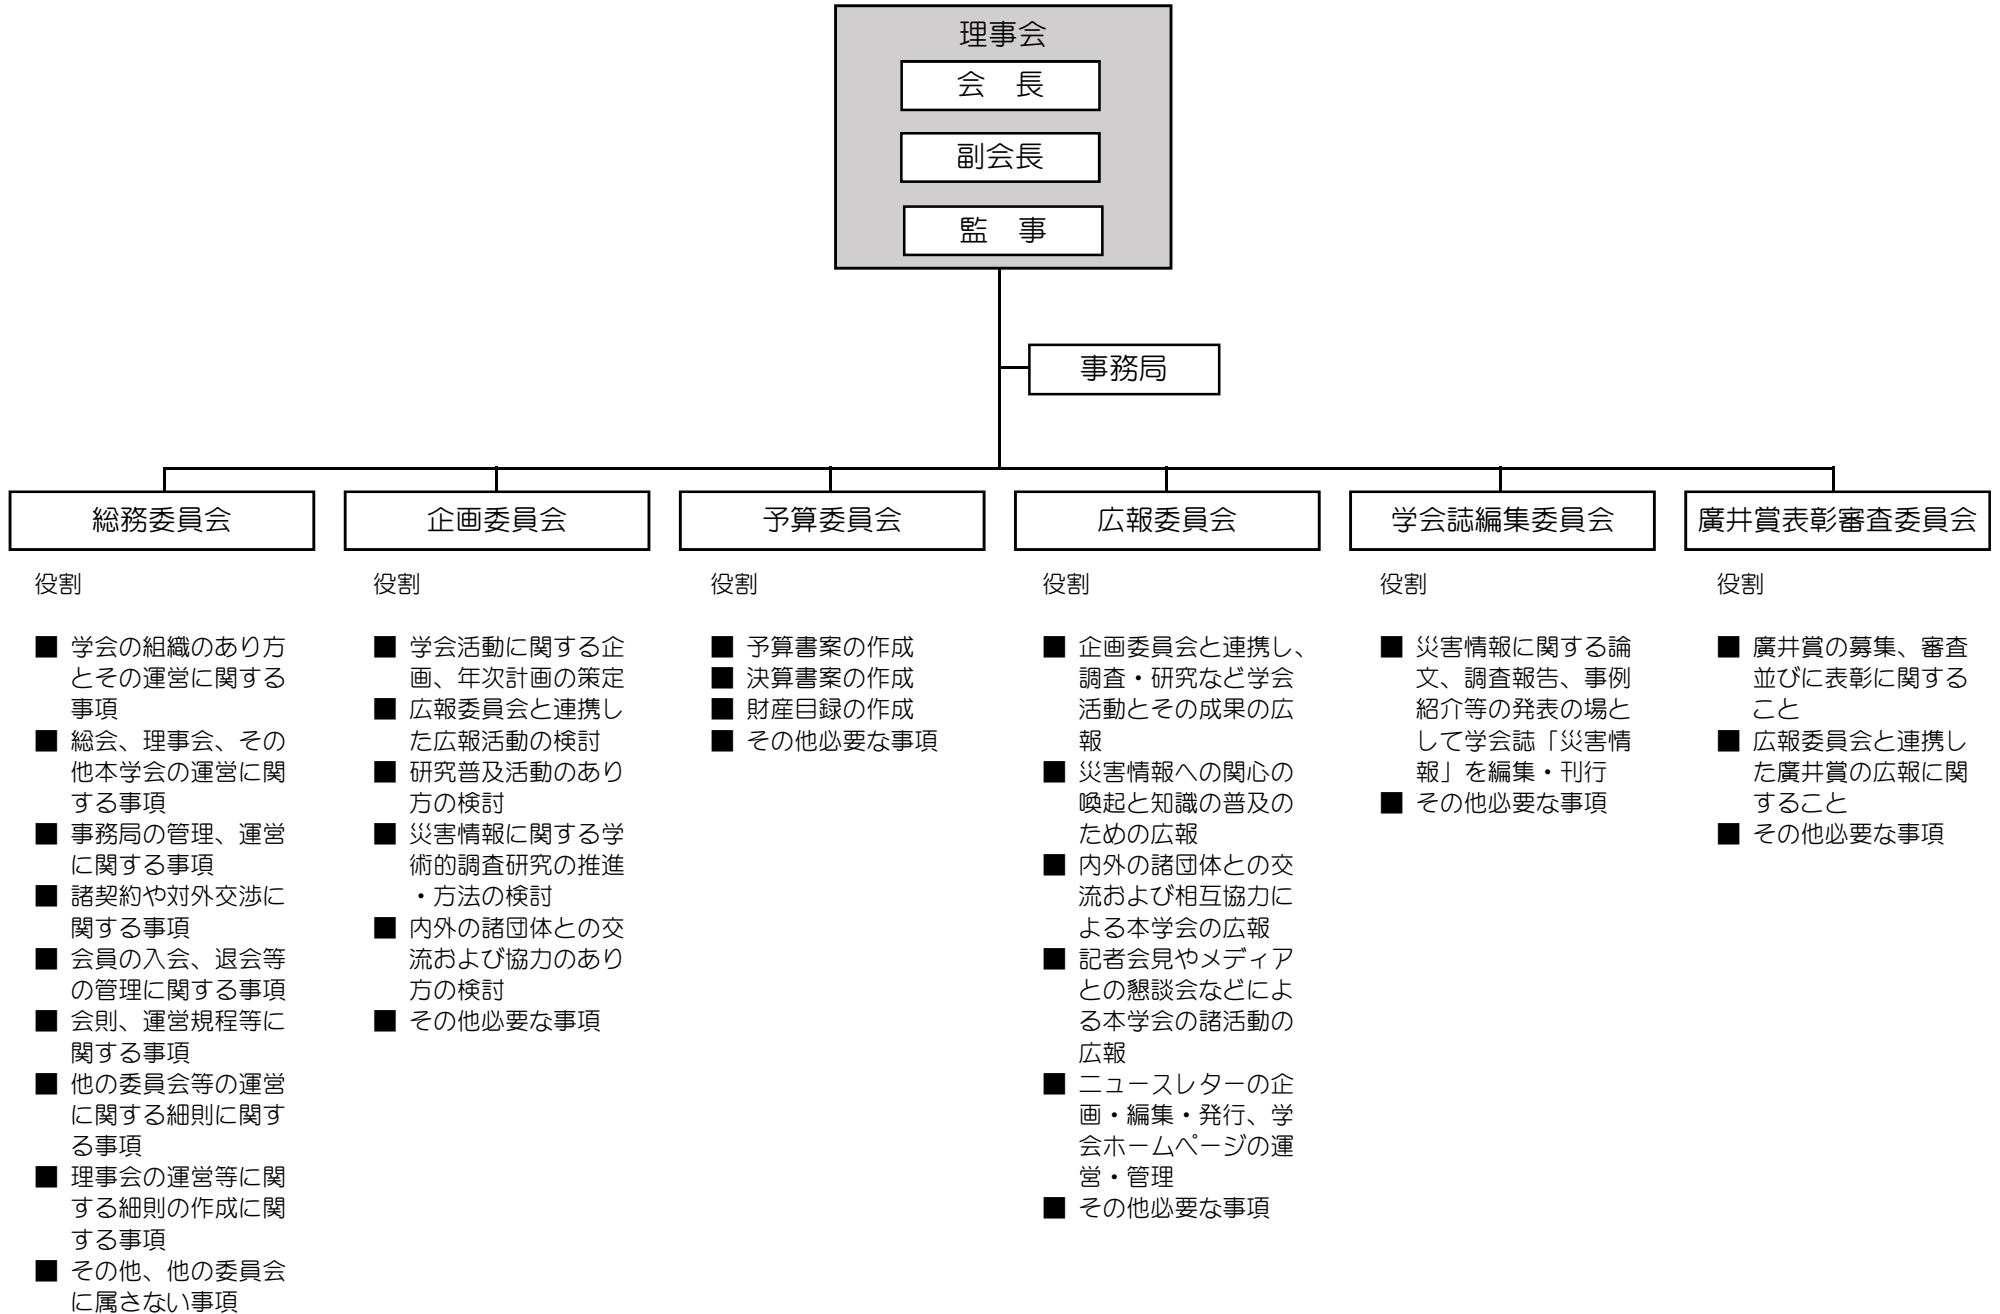 理事会
会　長
副会長
監　事
事務局
総務委員会
役割
■ 学会の組織のあり方
とその運営に関する
事項
■ 総会、理事会、その
他本学会の運営に関
する事項
■ 事務局の管理、運営
に関する事項
■ 諸契約や対外交渉に
関する事項
■ 会員の入会、退会等
の管理に関する事項
■ 会則、運営規程等に
関する事項
■ 他の委員会等の運営
に関する細則に関す
る事項
■ 理事会の運営等に関
する細則の作成に関
する事項
■ その他、他の委員会
に属さない事項
企画委員会
役割
■ 学会活動に関する企
画、年次計画の策定
■ 広報委員会と連携し
た広報活動の検討
■ 研究普及活動のあり
方の検討
■ 災害情報に関する学
術的調査研究の推進
・方法の検討
■ 内外の諸団体との交
流および協力のあり
方の検討
■ その他必要な事項
予算委員会
役割
■ 予算書案の作成
■ 決算書案の作成
■ 財産目録の作成
■ その他必要な事項
広報委員会
役割
■ 企画委員会と連携し、
調査・研究など学会
活動とその成果の広
報
■ 災害情報への関心の
喚起と知識の普及の
ための広報
■ 内外の諸団体との交
流および相互協力に
よる本学会の広報
■ 記者会見やメディア
との懇談会などによ
る本学会の諸活動の
広報
■ ニュースレターの企
画・編集・発行、学
会ホームページの運
営・管理
■ その他必要な事項
学会誌編集委員会
役割
■ 災害情報に関する論
文、調査報告、事例
紹介等の発表の場と
して学会誌「災害情
報」を編集・刊行
■ その他必要な事項
廣井賞表彰審査委員会
役割
■ 廣井賞の募集、審査
並びに表彰に関する
こと
■ 広報委員会と連携し
た廣井賞の広報に関
すること
■ その他必要な事項